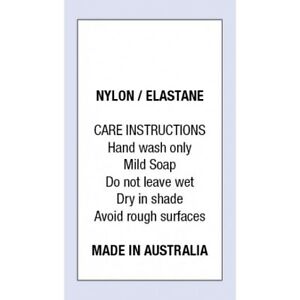 NYLON / ELASTANE
CARE INSTRUCTIONS
Hand wash only
Mild Soap
Do not leave wet
Dry in shade
Avoid rough surfaces
MADE IN AUSTRALIA